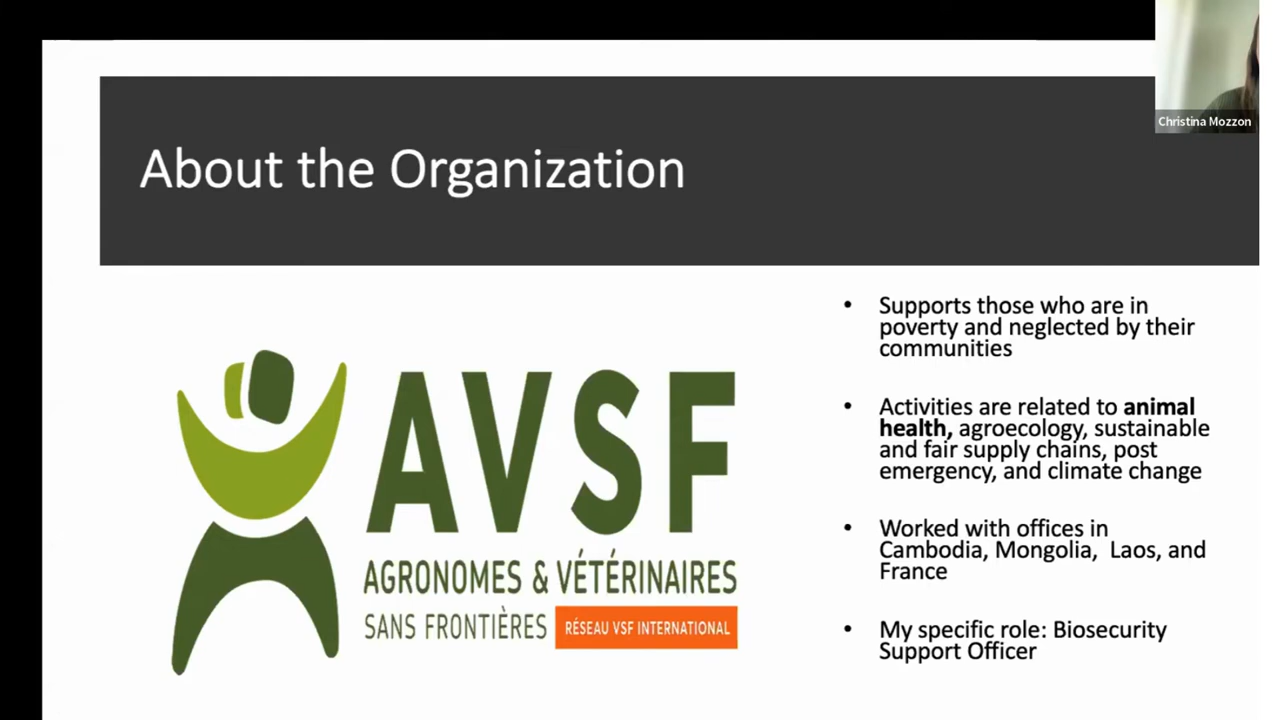 Christina Mozzon
About the Organization
AVSF
AGRONOMES & VÉTÉRINAIRES
SANS FRONTIÈRES
RÉSEAU VSF INTERNATIONAL
• Supports those who are in
poverty and neglected by their
communities
• Activities are related to animal
health, agroecology, sustainable
and fair supply chains, post
emergency, and climate change
• Worked with offices in
Cambodia, Mongolia,  Laos, and
France
• My specific role: Biosecurity
Support Officer